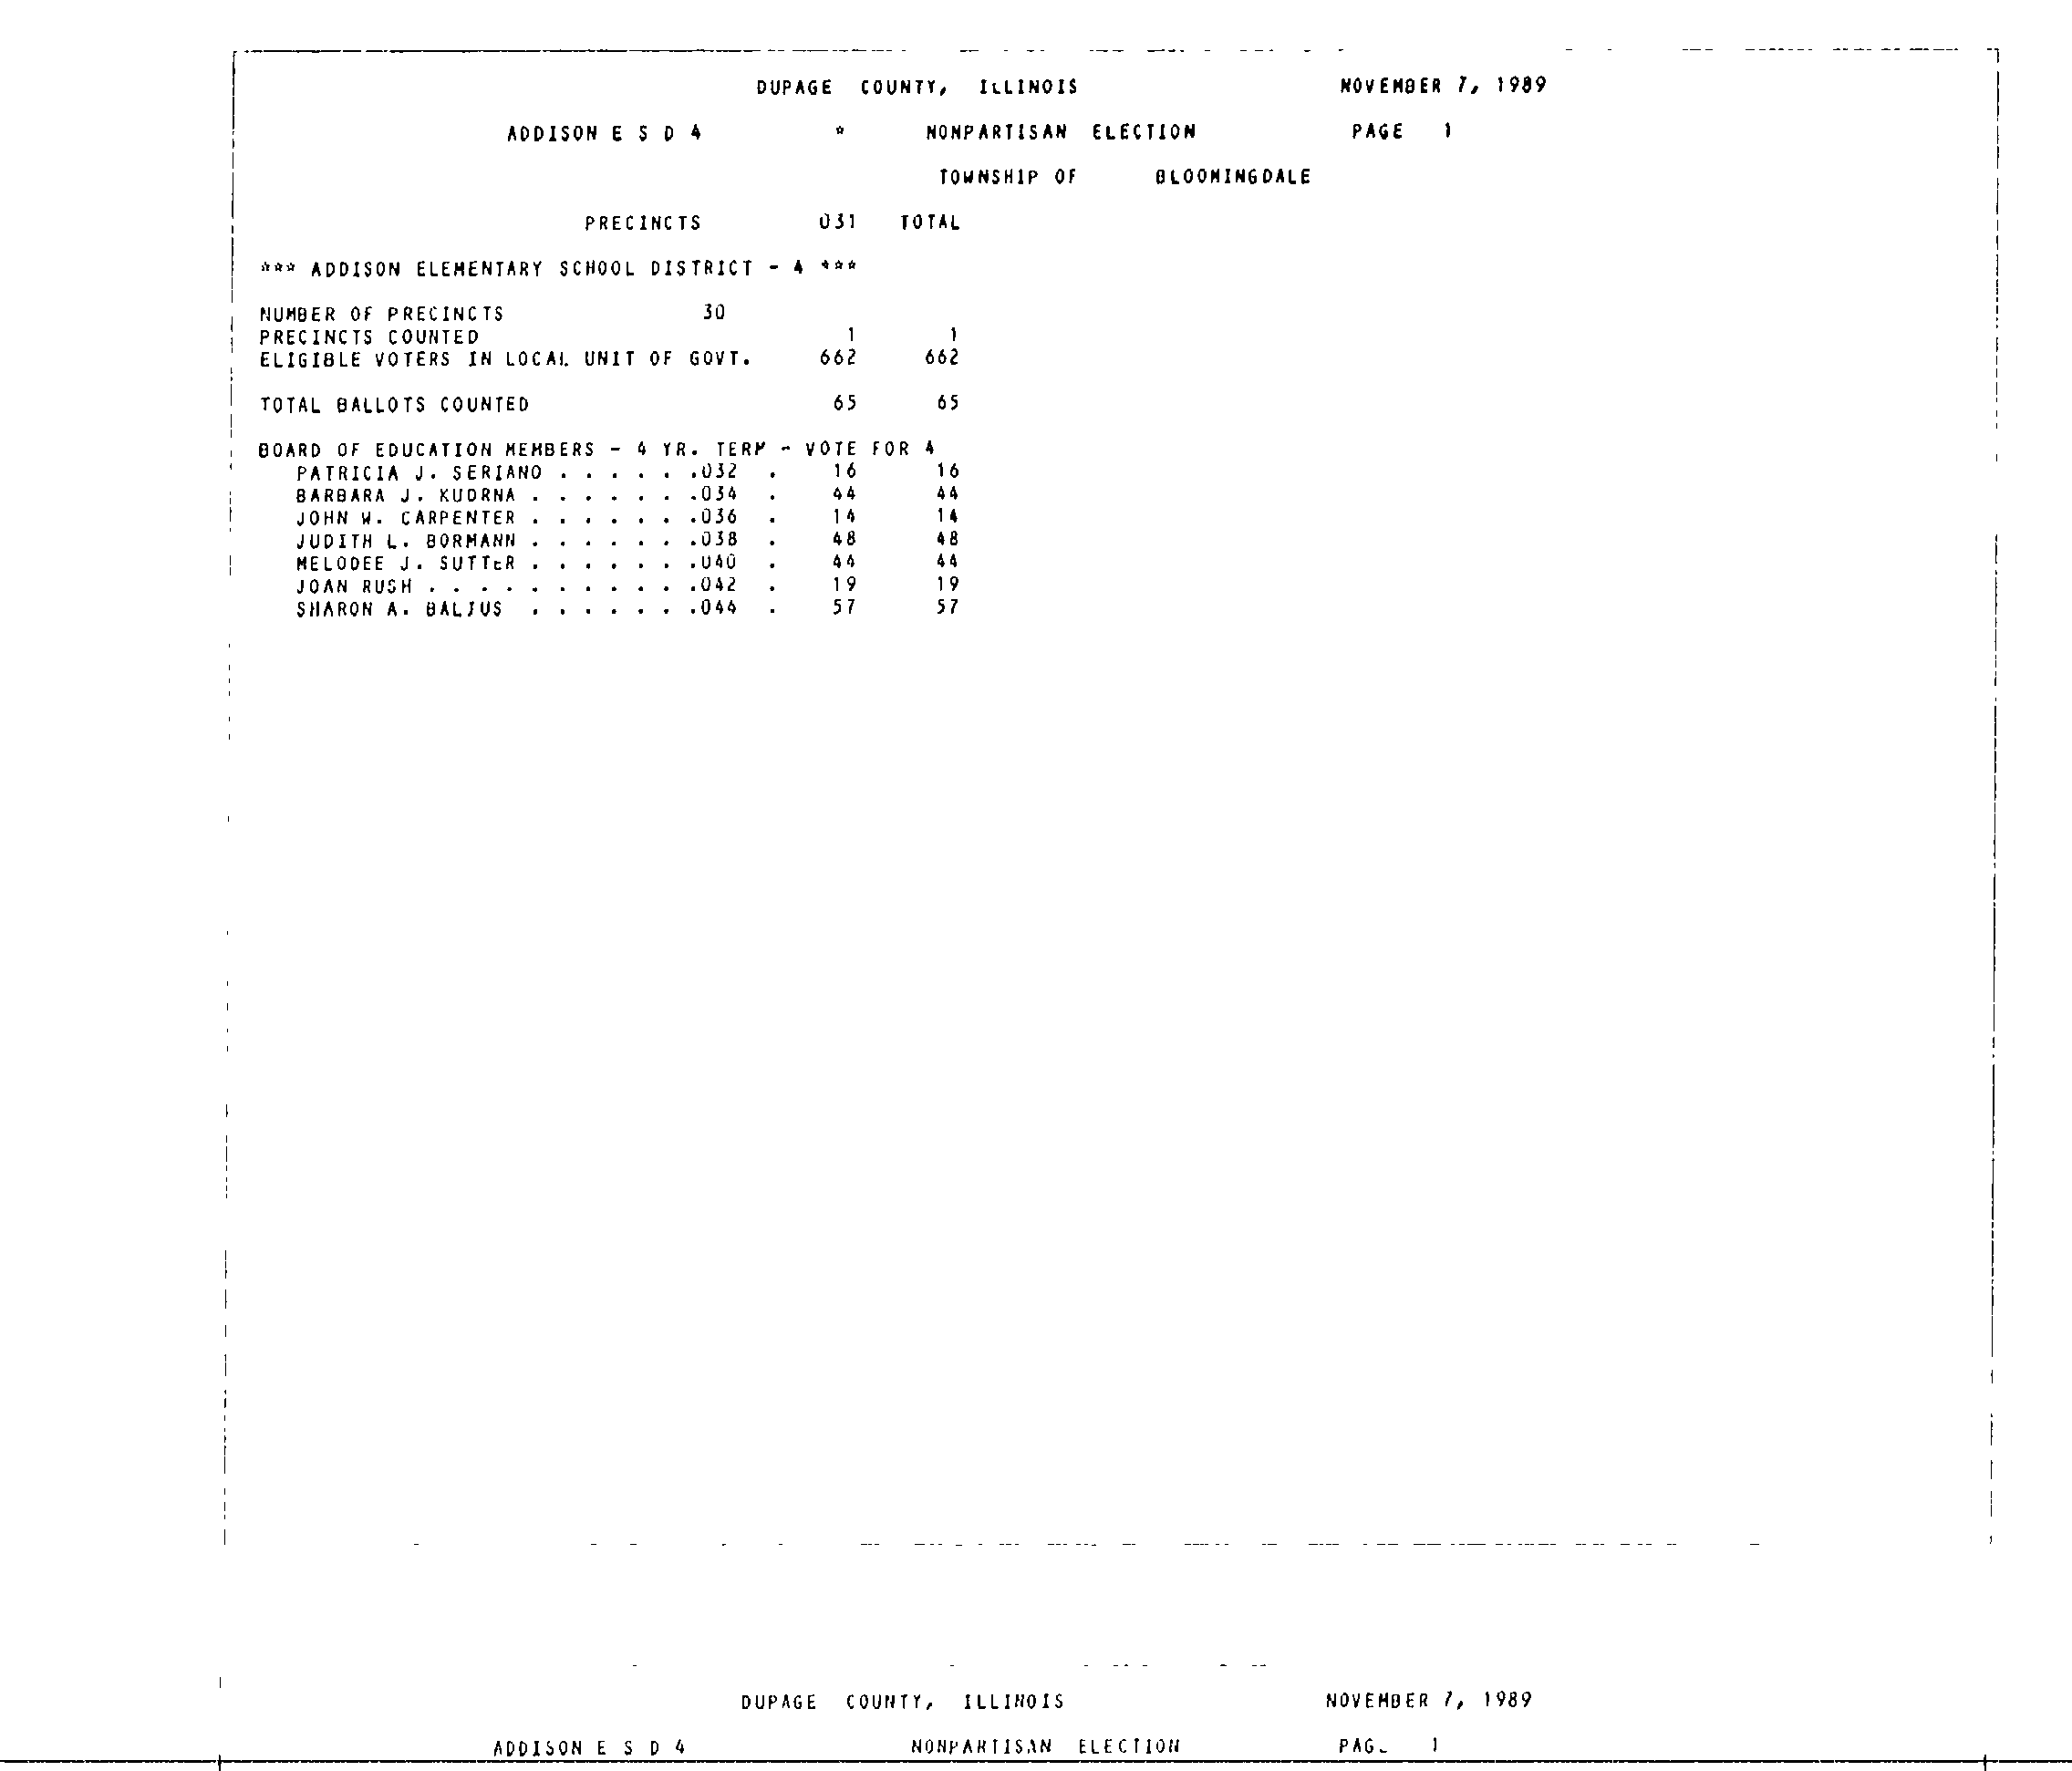 DUPAGE COUNTY, ILLINOIS NOVEMBER 7, 1989
ADDISON E S D 4 * NONPARTISAN ELECTION PAGE 1
TOWNSHIP OF BLOOMINGDALE
PRECINCTS 031 TOTAL
*** ADDISON ELEMENTARY SCHOOL DISTRICT - 4 ***
NUMBER OF PRECINCTS 30
PRECINCTS COUNTED 1 1
ELIGIBLE VOTERS IN LOCAL UNIT OF GOVT. 662 662
TOTAL BALLOTS COUNTED 65 65
BOARD OF EDUCATION MEMBERS - 4 YR. TERM - VOTE FOR 4
PATRICIA J. SERIANO . . . . . .032 . 16 16
BARBARA J. KUDRNA . . . . . . .034 . 44 44
JOHN W. CARPENTER . . . . . . .036 . 14 14
JUDITH L. BORMANN . . . . . . .038 . 48 48
MELODEE J. SUTTER . . . . . . .040 . 44 44
JOAN RUSH . . . . . . . . . . .042 . 19 19
SHARON A. BALIUS . . . . . . .044 . 57 57
DUPAGE COUNTY, ILLINOIS NOVEMBER 7, 1989
ADDISON E S D 4 NONPARTISAN ELECTION PAG 1